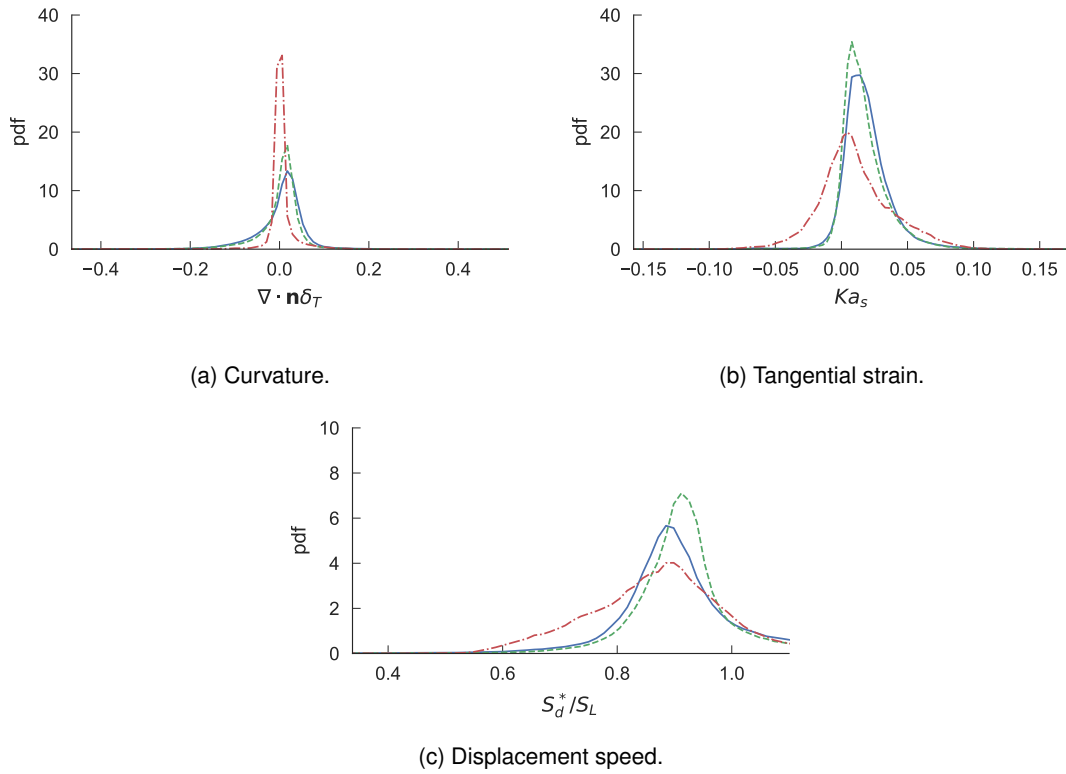 40
30
20
10
0
pdf
−0.4 −0.2 0.0 0.2 0.4
∇ · nδ_T
(a) Curvature.
40
30
20
10
0
pdf
−0.15 −0.10 −0.05 0.00 0.05 0.10 0.15
Ka_s
(b) Tangential strain.
10
8
6
4
2
0
pdf
0.4 0.6 0.8 1.0
S_d^*/S_L
(c) Displacement speed.